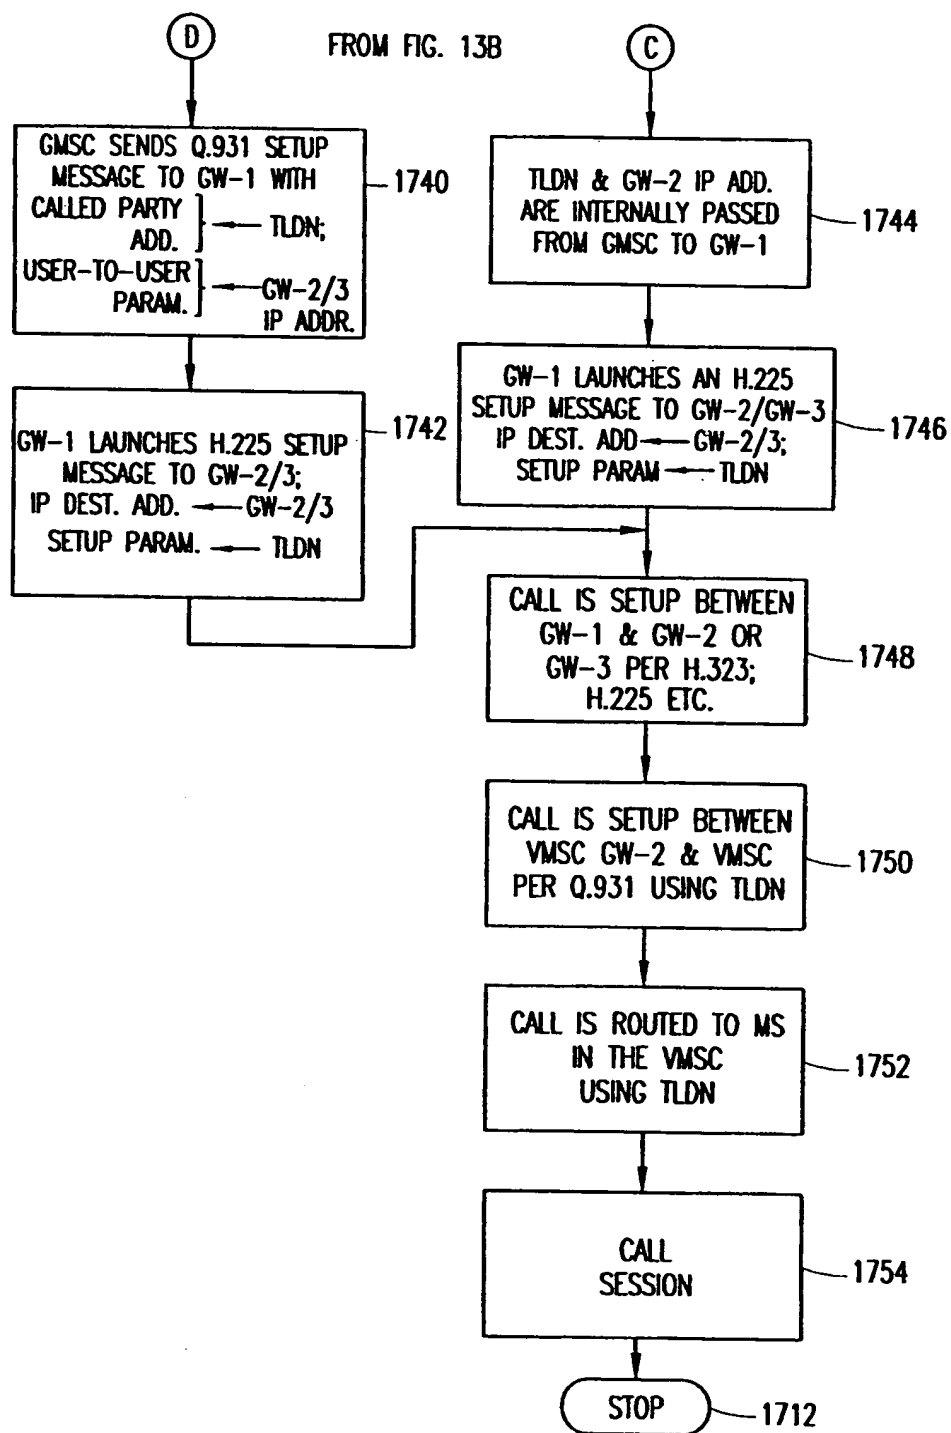 D
FROM FIG. 13B
C
GMSC SENDS Q.931 SETUP
MESSAGE TO GW-1 WITH
CALLED PARTY
ADD.
TLDN;
USER-TO-USER
PARAM.
GW-2/3
IP ADDR.
1740
GW-1 LAUNCHES H.225 SETUP
MESSAGE TO GW-2/3;
IP DEST. ADD. ← GW-2/3
SETUP PARAM. ← TLDN
1742
TLDN & GW-2 IP ADD.
ARE INTERNALLY PASSED
FROM GMSC TO GW-1
1744
GW-1 LAUNCHES AN H.225
SETUP MESSAGE TO GW-2/GW-3
IP DEST. ADD ← GW-2/3;
SETUP PARAM ← TLDN
1746
CALL IS SETUP BETWEEN
GW-1 & GW-2 OR
GW-3 PER H.323;
H.225 ETC.
1748
CALL IS SETUP BETWEEN
VMSC GW-2 & VMSC
PER Q.931 USING TLDN
1750
CALL IS ROUTED TO MS
IN THE VMSC
USING TLDN
1752
CALL
SESSION
1754
STOP
1712